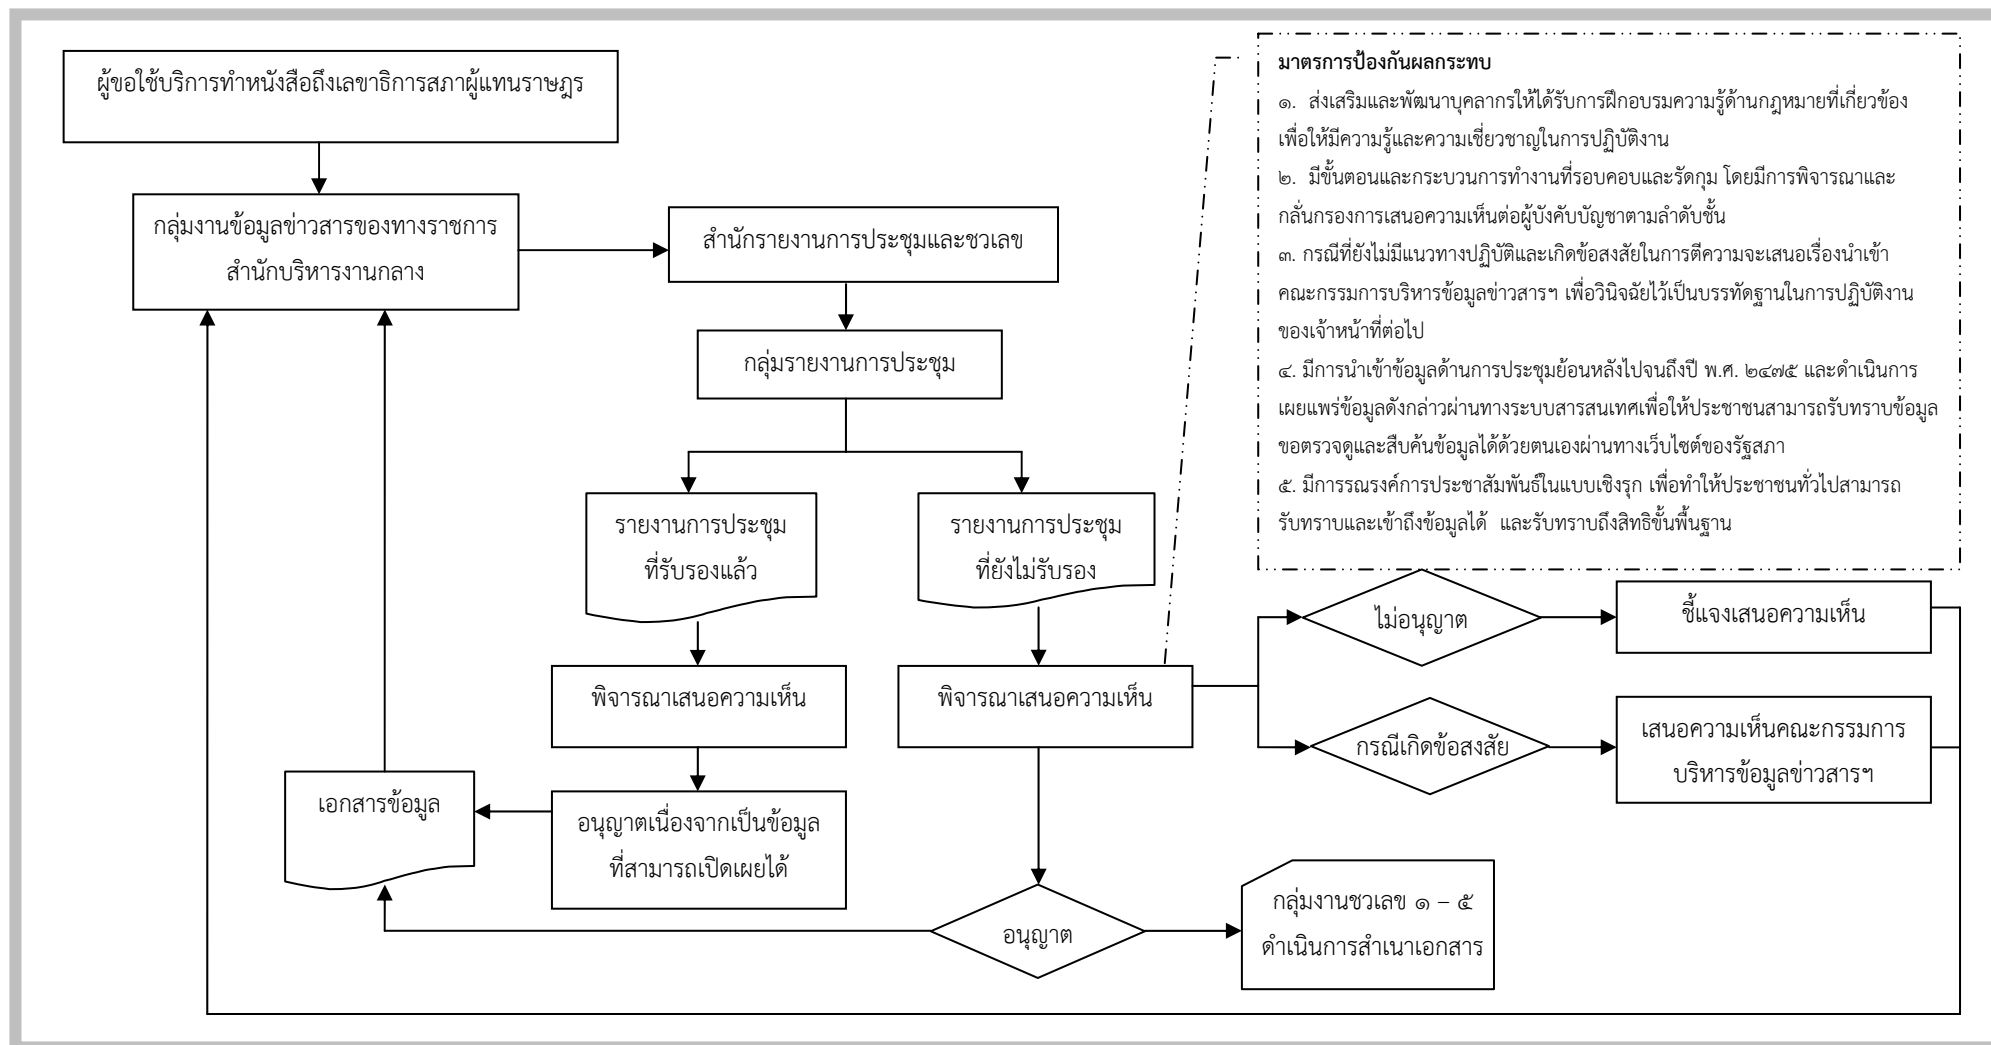 ผู้ขอใช้บริการทำหนังสือถึงเลขาธิการสภาผู้แทนราษฎร
กลุ่มงานข้อมูลข่าวสารของทางราชการ
สำนักบริหารงานกลาง
สำนักรายงานการประชุมและชวเลข
กลุ่มรายงานการประชุม
รายงานการประชุม
ที่รับรองแล้ว
รายงานการประชุม
ที่ยังไม่รับรอง
พิจารณาเสนอความเห็น
พิจารณาเสนอความเห็น
มาตรการป้องกันผลกระทบ
๑. ส่งเสริมและพัฒนาบุคลากรให้ได้รับการฝึกอบรมความรู้ด้านกฎหมายที่เกี่ยวข้อง
เพื่อให้มีความรู้และความเชี่ยวชาญในการปฏิบัติงาน
๒. มีขั้นตอนและกระบวนการทำงานที่รอบคอบและรัดกุม โดยมีการพิจารณาและ
กลั่นกรองการเสนอความเห็นต่อผู้บังคับบัญชาตามลำดับชั้น
๓. กรณีที่ยังไม่มีแนวทางปฏิบัติและเกิดข้อสงสัยในการตีความจะเสนอเรื่องนำเข้า
คณะกรรมการบริหารข้อมูลข่าวสารฯ เพื่อวินิจฉัยไว้เป็นบรรทัดฐานในการปฏิบัติงาน
ของเจ้าหน้าที่ต่อไป
๔. มีการนำเข้าข้อมูลด้านการประชุมย้อนหลังไปจนถึงปี พ.ศ. ๒๔๗๕ และดำเนินการ
เผยแพร่ข้อมูลดังกล่าวผ่านทางระบบสารสนเทศเพื่อให้ประชาชนสามารถรับทราบข้อมูล
ขอตรวจดูและสืบค้นข้อมูลได้ด้วยตนเองผ่านทางเว็บไซต์ของรัฐสภา
๕. มีการรณรงค์การประชาสัมพันธ์ในแบบเชิงรุก เพื่อทำให้ประชาชนทั่วไปสามารถ
รับทราบและเข้าถึงข้อมูลได้ และรับทราบถึงสิทธิขั้นพื้นฐาน
ไม่อนุญาต
ชี้แจงเสนอความเห็น
กรณีเกิดข้อสงสัย
เสนอความเห็นคณะกรรมการ
บริหารข้อมูลข่าวสารฯ
เอกสารข้อมูล
อนุญาตเนื่องจากเป็นข้อมูล
ที่สามารถเปิดเผยได้
อนุญาต
กลุ่มงานชวเลข ๑ – ๕
ดำเนินการสำเนาเอกสาร